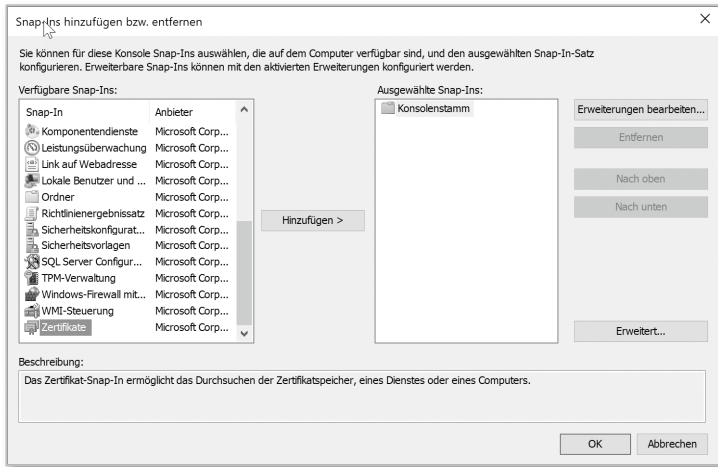 Snap-Ins hinzufügen bzw. entfernen
Sie können für diese Konsole Snap-Ins auswählen, die auf dem Computer verfügbar sind, und den ausgewählten Snap-In-Satz
konfigurieren. Erweiterbare Snap-Ins können mit den aktivierten Erweiterungen konfiguriert werden.
Verfügbare Snap-Ins:
Snap-In Anbieter
Komponentendienste Microsoft Corp...
Leistungsüberwachung Microsoft Corp...
Link auf Webadresse Microsoft Corp...
Lokale Benutzer und ... Microsoft Corp...
Ordner Microsoft Corp...
Richtlinienergebnissatz Microsoft Corp...
Sicherheitskonfigurat... Microsoft Corp...
Sicherheitsvorlagen Microsoft Corp...
SQL Server Configur... Microsoft Corp...
TPM-Verwaltung Microsoft Corp...
Windows-Firewall mit... Microsoft Corp...
WMI-Steuerung Microsoft Corp...
Zertifikate Microsoft Corp...
Hinzufügen >
Ausgewählte Snap-Ins:
Konsolenstamm
Erweiterungen bearbeiten...
Entfernen
Nach oben
Nach unten
Erweitert...
Beschreibung:
Das Zertifikat-Snap-In ermöglicht das Durchsuchen der Zertifikatspeicher, eines Dienstes oder eines Computers.
OK
Abbrechen